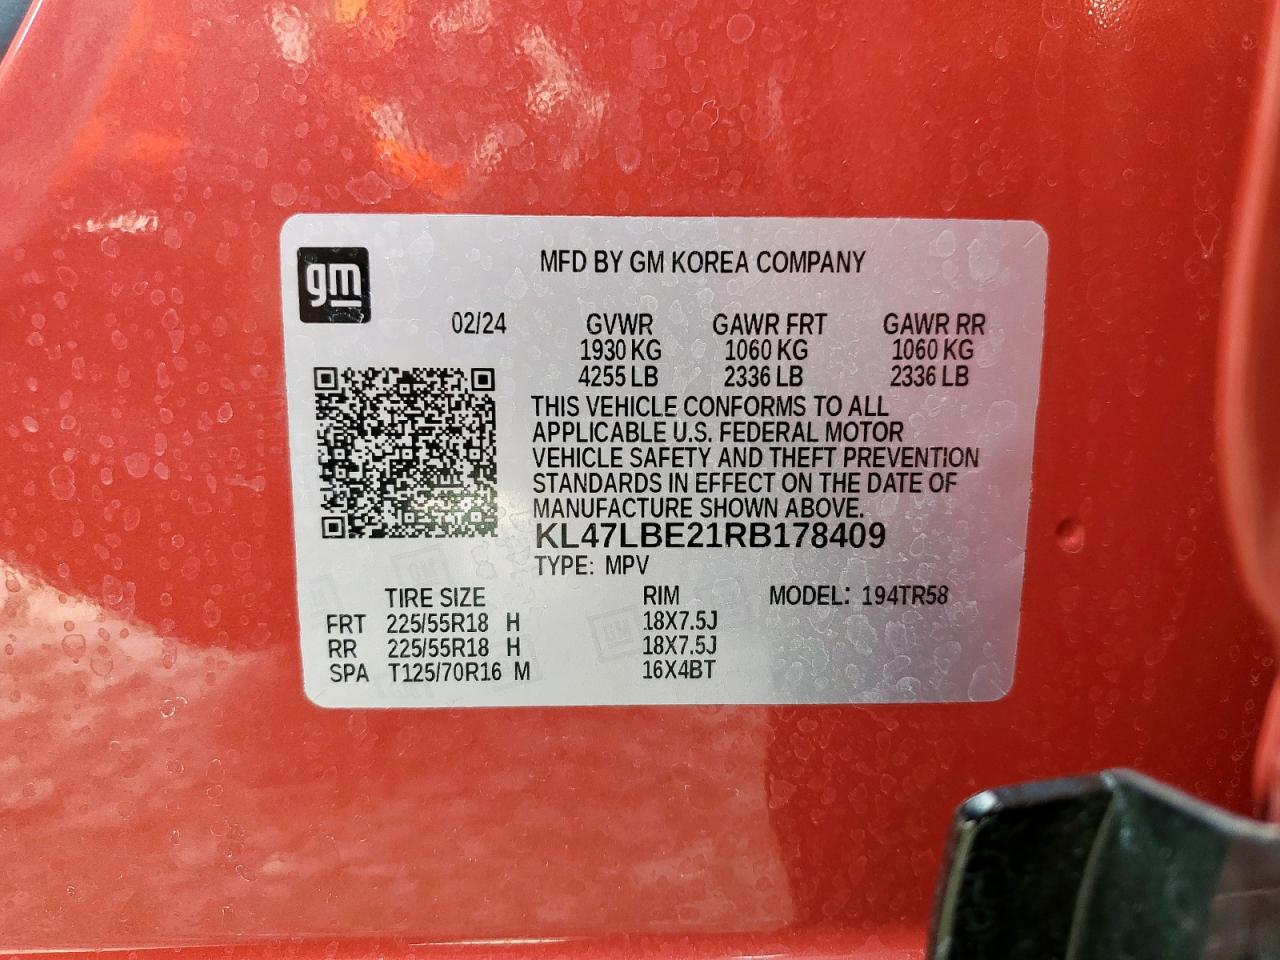 gm
MFD BY GM KOREA COMPANY
02/24 GVWR GAWR FRT GAWR RR
1930 KG 1060 KG 1060 KG
4255 LB 2336 LB 2336 LB
THIS VEHICLE CONFORMS TO ALL
APPLICABLE U.S. FEDERAL MOTOR
VEHICLE SAFETY AND THEFT PREVENTION
STANDARDS IN EFFECT ON THE DATE OF
MANUFACTURE SHOWN ABOVE.
KL47LBE21RB178409
TYPE: MPV
TIRE SIZE RIM MODEL: 194TR58
FRT 225/55R18 H 18X7.5J
RR 225/55R18 H 18X7.5J
SPA T125/70R16 M 16X4BT